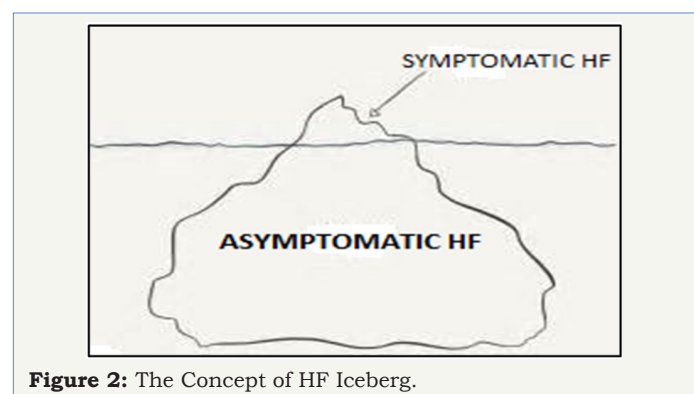 SYMPTOMATIC HF
ASYMPTOMATIC HF
Figure 2: The Concept of HF Iceberg.